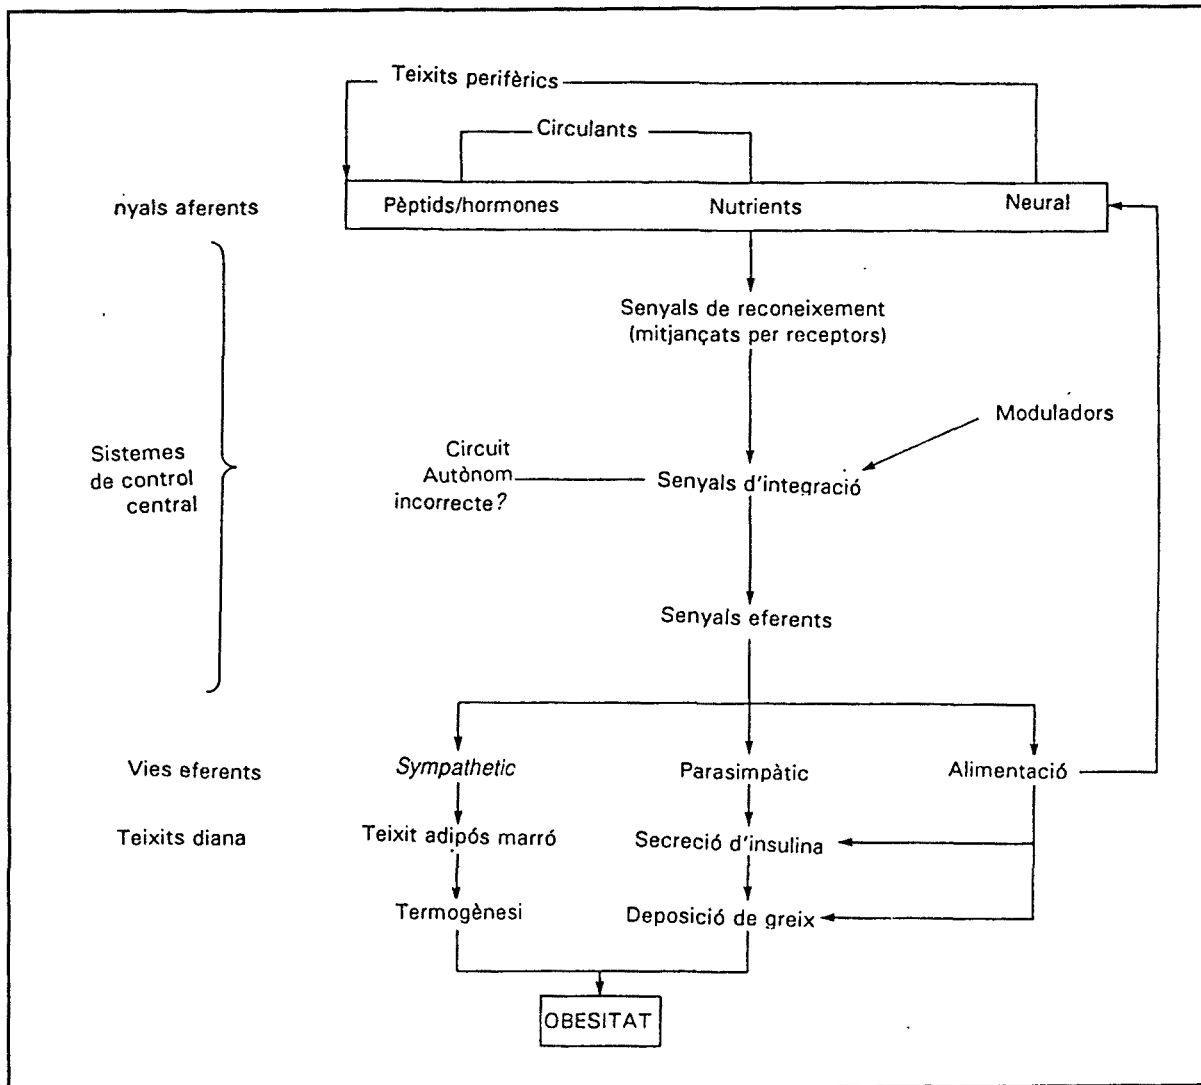 Teixits perifèrics
Circulants
nyals aferents
Pèptids/hormones
Nutrients
Neural
Senyals de reconeixement
(mitjançats per receptors)
Moduladors
Sistemes
de control
central
Circuit
Autònom
incorrecte?
Senyals d'integració
Senyals eferents
Vies eferents
Sympathetic
Parasimpàtic
Alimentació
Teixits diana
Teixit adipós marró
Secreció d'insulina
Termogènesi
Deposició de greix
OBESITAT